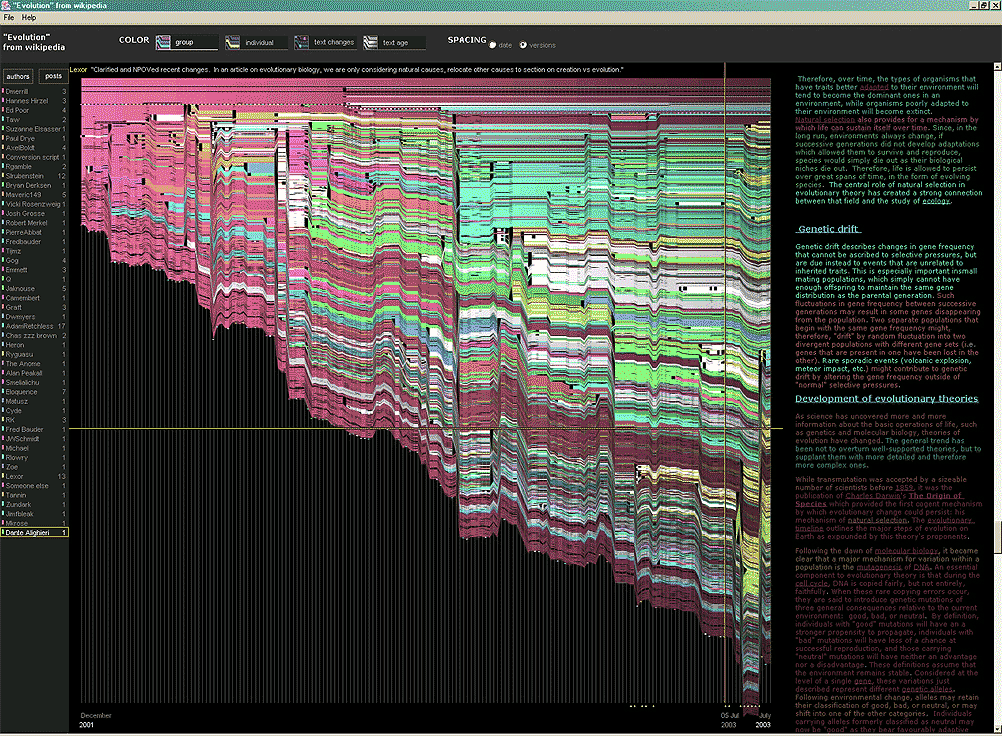 "Evolution" from wikipedia
File Help
"Evolution"
from wikipedia
COLOR group individual text changes text age SPACING date versions
authors posts
Lexor "Clarified and NPOVed recent changes. In an article on evolutionary biology, we are only considering natural causes, relocate other causes to section on creation vs evolution."
Dmerrill 3
Hannes Hirzel 3
Ed Poor 4
Taw 2
Suzanne Elsasser 1
Paul Drye 1
AxelBoldt 4
Conversion script 1
Rgamble 2
Slrubenstein 12
Bryan Derksen 1
Maveric149 5
Vicki Rosenzweig 1
Josh Grosse 1
Robert Merkel 1
PierreAbbat 1
Fredbauder 1
Gog 4
Emmett 3
Jaknouse 5
Camembert 1
Graft 3
Dwmyers 1
AdamRetchless 17
Chas zzz brown 2
Heron 1
Ryguasu 1
The Anome 1
Alan Peakall 1
Smelialichu 1
Eloquence 7
Matusz 1
Cyde 1
RK 3
Fred Bauder 1
JWSchmidt 1
Michael 1
Rlowry 1
Zoe 1
Lexor 13
Someone else 1
Tannin 1
Zundark 1
Jimfbleak 1
Mkrose 1
Dante Alighieri 1
Therefore, over time, the types of organisms that
have traits better adapted to their environment will
tend to become the dominant ones in an
environment, while organisms poorly adapted to
their environment will become extinct.
Natural selection also provides for a mechanism by
which life can sustain itself over time. Since, in the
long run, environments always change, if
successive generations did not develop adaptations
which allowed them to survive and reproduce,
species would simply die out as their biological
niches die out. Therefore, life is allowed to persist
over great spans of time, in the form of evolving
species. The central role of natural selection in
evolutionary theory has created a strong connection
between that field and the study of ecology.
Genetic drift
Genetic drift describes changes in gene frequency
that cannot be ascribed to selective pressures, but
are due instead to events that are unrelated to
inherited traits. This is especially important insmall
mating populations, which simply cannot have
enough offspring to maintain the same gene
distribution as the parental generation. Such
fluctuations in gene frequency between successive
generations may result in some genes disappearing
from the population. Two separate populations that
begin with the same gene frequency might,
therefore, "drift" by random fluctuation into two
divergent populations with different gene sets (i.e.
genes that are present in one have been lost in the
other). Rare sporadic events (volcanic explosion,
meteor impact, etc.) might contribute to genetic
drift by altering the gene frequency outside of
"normal" selective pressures.
Development of evolutionary theories
As science has uncovered more and more
information about the basic operations of life, such
as genetics and molecular biology, theories of
evolution have changed. The general trend has
been not to overturn well-supported theories, but to
supplant them with more detailed and therefore
more complex ones.
While transmutation was accepted by a sizeable
number of scientists before 1859, it was the
publication of Charles Darwin's The Origin of
Species which provided the first cogent mechanism
by which evolutionary change could persist: his
mechanism of natural selection. The evolutionary
timeline outlines the major steps of evolution on
Earth as expounded by this theory's proponents.
Following the dawn of molecular biology, it became
clear that a major mechanism for variation within a
population is the mutagenesis of DNA. An essential
component to evolutionary theory is that during the
cell cycle, DNA is copied fairly, but not entirely,
faithfully. When these rare copying errors occur,
they are said to introduce genetic mutations of
three general consequences relative to the current
environment: good, bad, or neutral. By definition,
individuals with "good" mutations will have an a
stronger propensity to propagate, individuals with
"bad" mutations will have less of a chance at
successful reproduction, and those carrying
"neutral" mutations will have neither an advantage
nor a disadvantage. These definitions assume that
the environment remains stable. Considered at the
level of a single gene, these variations just
described represent different genetic alleles.
Following environmental change, alleles may retain
their classification of good, bad, or neutral, or may
shift into one of the other categories. Individuals
carrying alleles formerly classified as neutral may
now be "good" as they bear favourably adaptive
December
2001
05 Jul
2003
July
2003